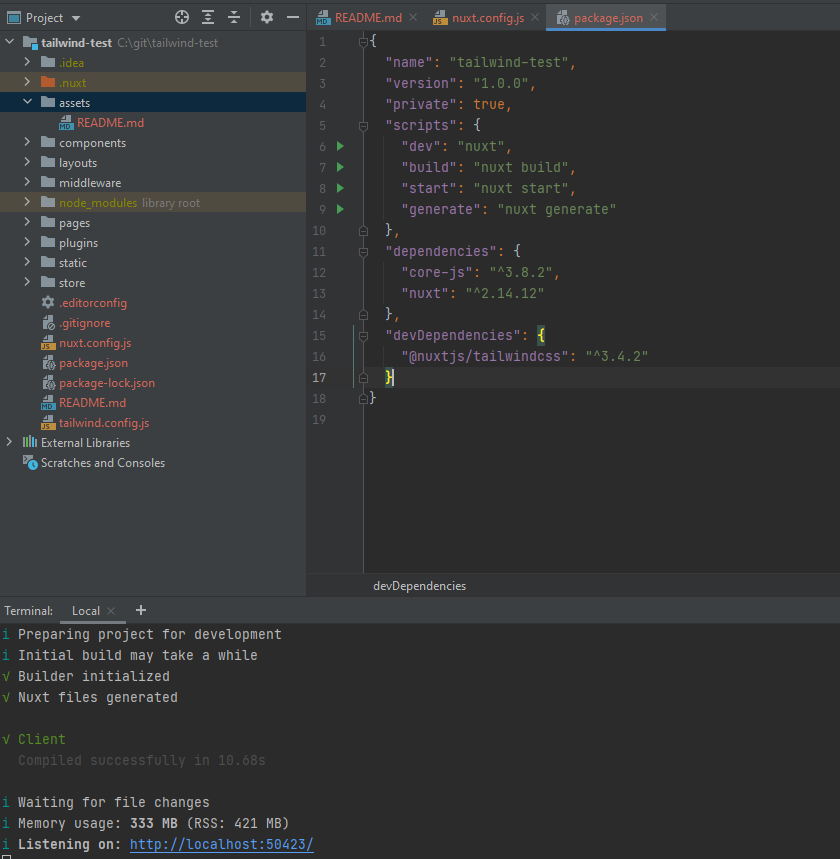 Project
tailwind-test C:\git\tailwind-test
.idea
.nuxt
assets
README.md
components
layouts
middleware
node_modules library root
pages
plugins
static
store
.editorconfig
.gitignore
nuxt.config.js
package.json
package-lock.json
README.md
tailwind.config.js
External Libraries
Scratches and Consoles
README.md
nuxt.config.js
package.json
1 {
2 "name": "tailwind-test",
3 "version": "1.0.0",
4 "private": true,
5 "scripts": {
6 "dev": "nuxt",
7 "build": "nuxt build",
8 "start": "nuxt start",
9 "generate": "nuxt generate"
10 },
11 "dependencies": {
12 "core-js": "^3.8.2",
13 "nuxt": "^2.14.12"
14 },
15 "devDependencies": {
16 "@nuxtjs/tailwindcss": "^3.4.2"
17 }
18 }
19
devDependencies
Terminal: Local
i Preparing project for development
i Initial build may take a while
√ Builder initialized
√ Nuxt files generated
√ Client
Compiled successfully in 10.68s
i Waiting for file changes
i Memory usage: 333 MB (RSS: 421 MB)
i Listening on: http://localhost:50423/